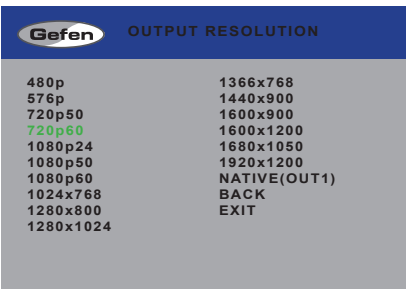 Gefen
OUTPUT RESOLUTION
480p
576p
720p50
720p60
1080p24
1080p50
1080p60
1024x768
1280x800
1280x1024
1366x768
1440x900
1600x900
1600x1200
1680x1050
1920x1200
NATIVE(OUT1)
BACK
EXIT